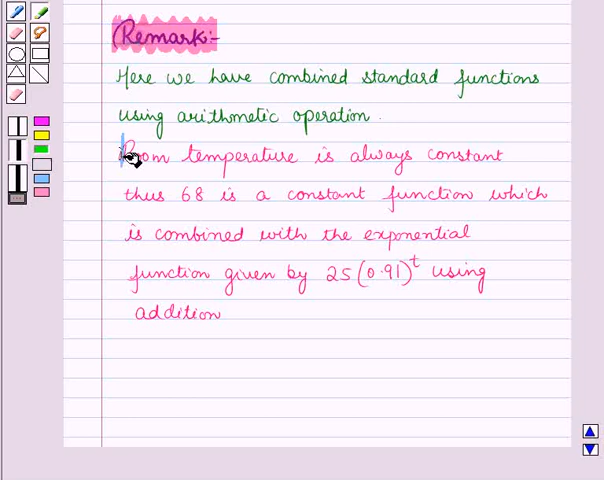 Remark:-
Here we have combined standard functions
using arithmetic operation.
Room temperature is always constant
thus 68 is a constant function which
is combined with the exponential
function given by 25(0.91)^t using
addition